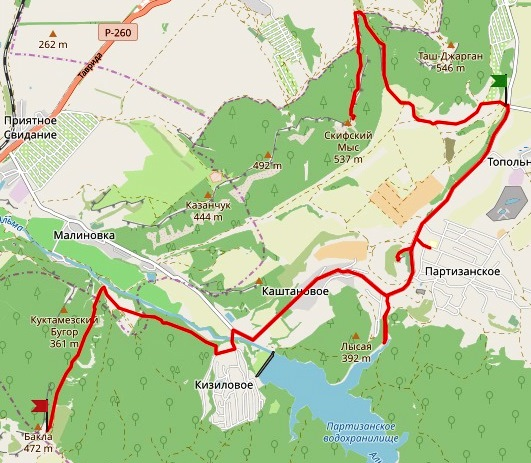 262 m
Р-260
Таврида
Таш-Джарган
546 m
Приятное
Свидание
Скифский
Мыс
537 m
492 m
Тополь
Казанчук
444 m
Малиновка
Партизанское
Каштановое
Куктамезский
Бугор
361 m
Лысая
392 m
Кизиловое
Бакла
472 m
Партизанское
водохранилище